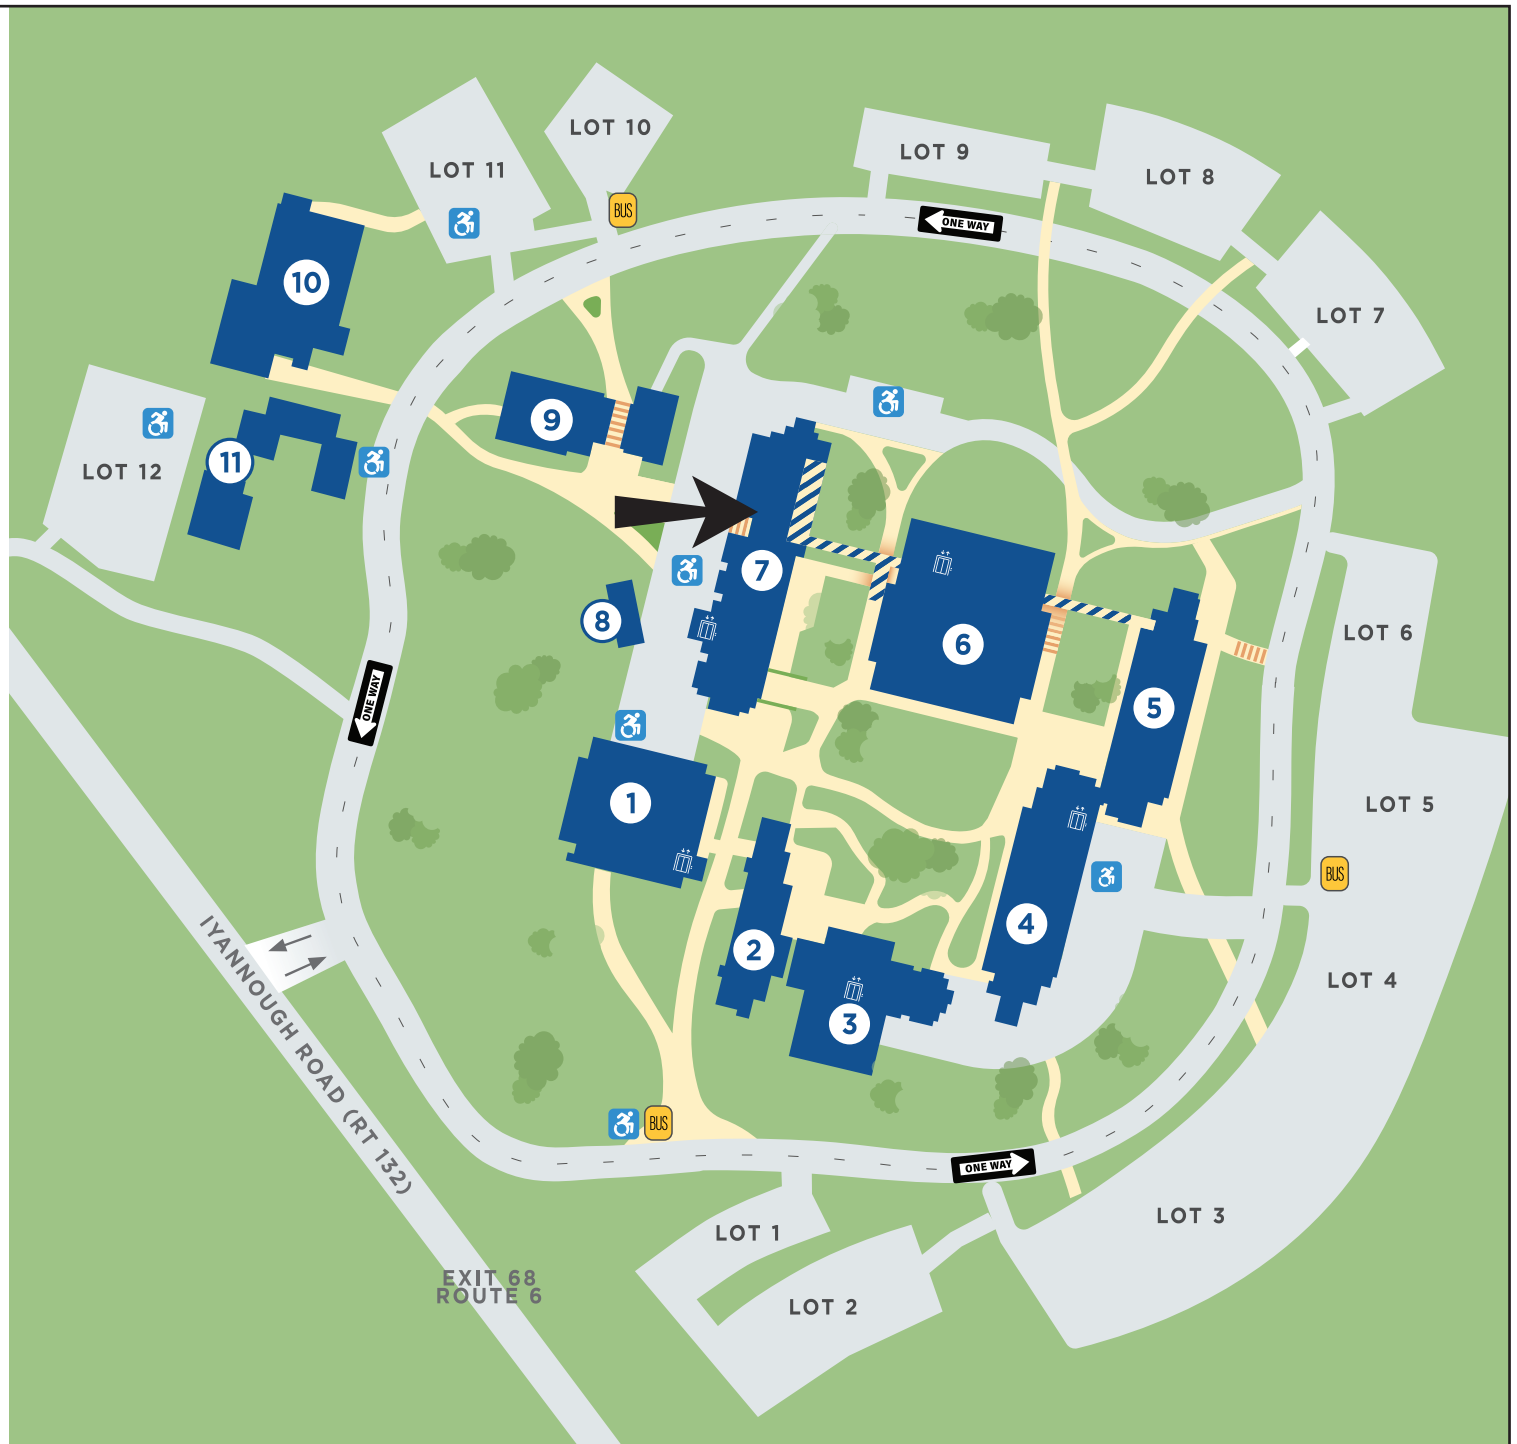 LOT 10
LOT 9
LOT 11
LOT 8
BUS
ONE WAY
10
LOT 7
9
11
LOT 12
7
8
6
LOT 6
ONE WAY
5
1
LOT 5
BUS
4
2
IYANNOUGH ROAD (RT 132)
LOT 4
3
BUS
ONE WAY
LOT 3
LOT 1
EXIT 68
ROUTE 6
LOT 2